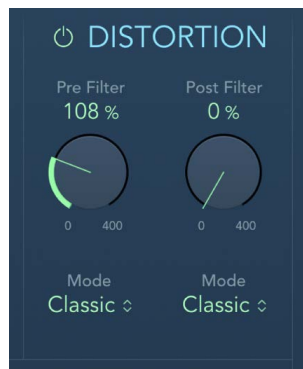 DISTORTION
Pre Filter Post Filter
108 % 0 %
0 400 0 400
Mode Mode
Classic Classic